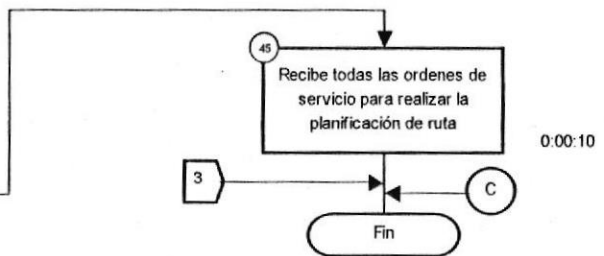 45
Recibe todas las ordenes de
servicio para realizar la
planificación de ruta
0:00:10
3
C
Fin